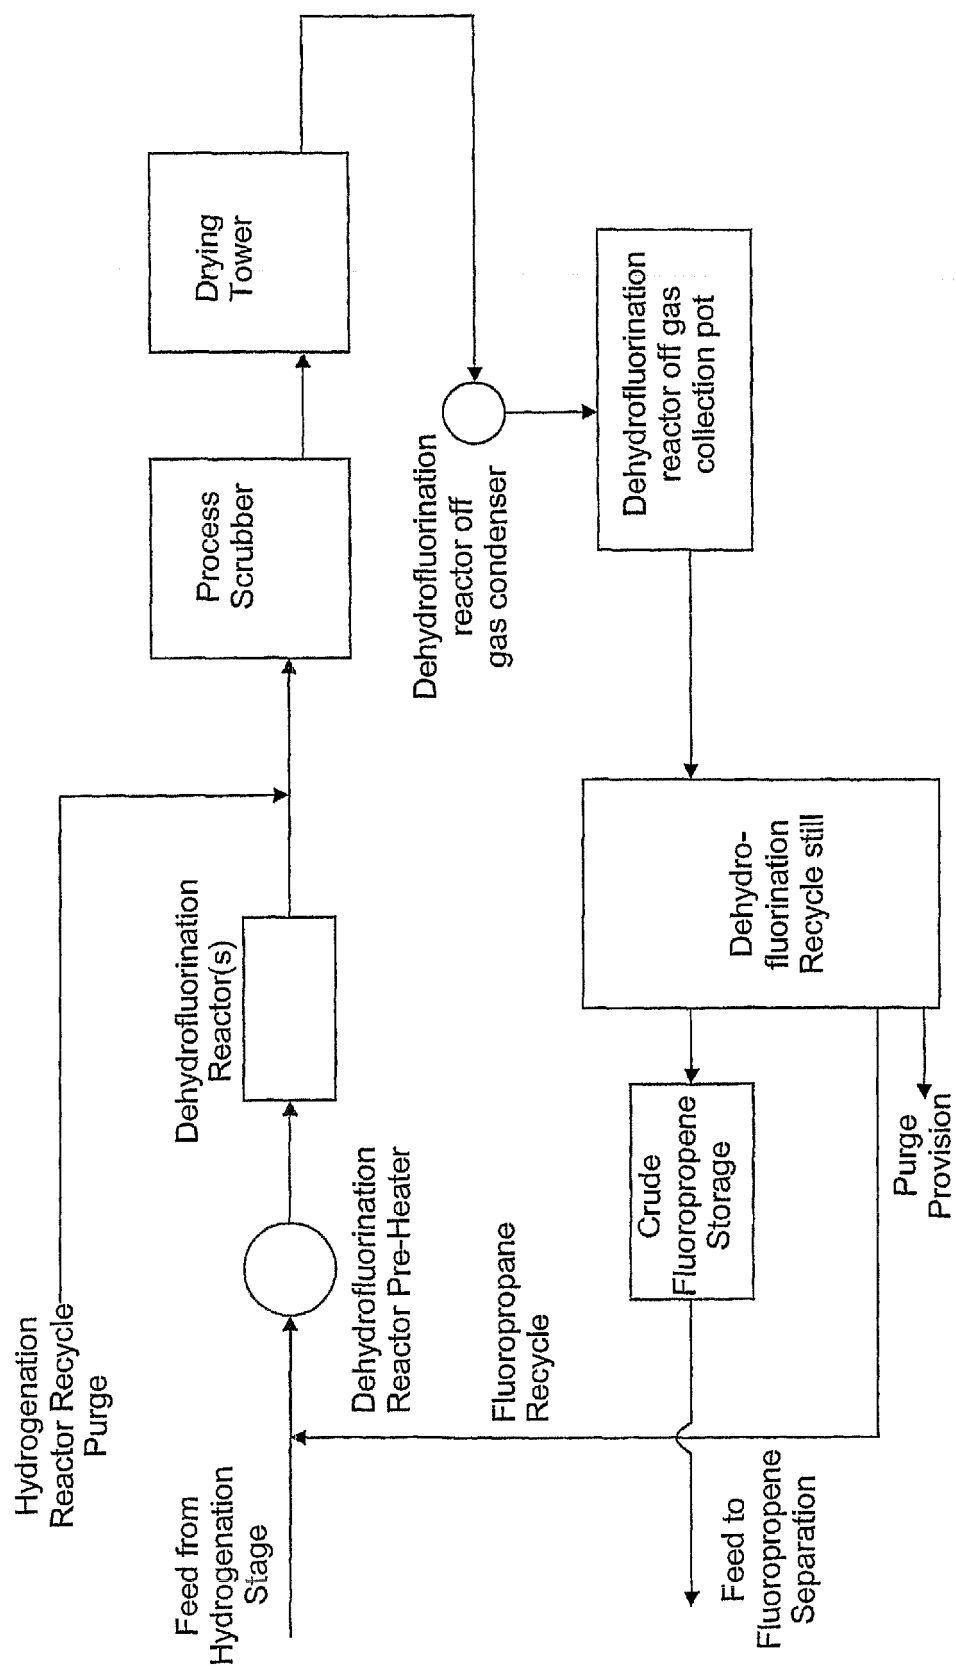 Feed from
Hydrogenation
Stage
Hydrogenation
Reactor Recycle
Purge
Dehydrofluorination
Reactor Pre-Heater
Dehydrofluorination
Reactor(s)
Process
Scrubber
Drying
Tower
Dehydrofluorination
reactor off
gas condenser
Dehydrofluorination
reactor off gas
collection pot
Dehydro-
fluorination
Recycle still
Crude
Fluoropropene
Storage
Purge
Provision
Fluoropropane
Recycle
Feed to
Fluoropropene
Separation